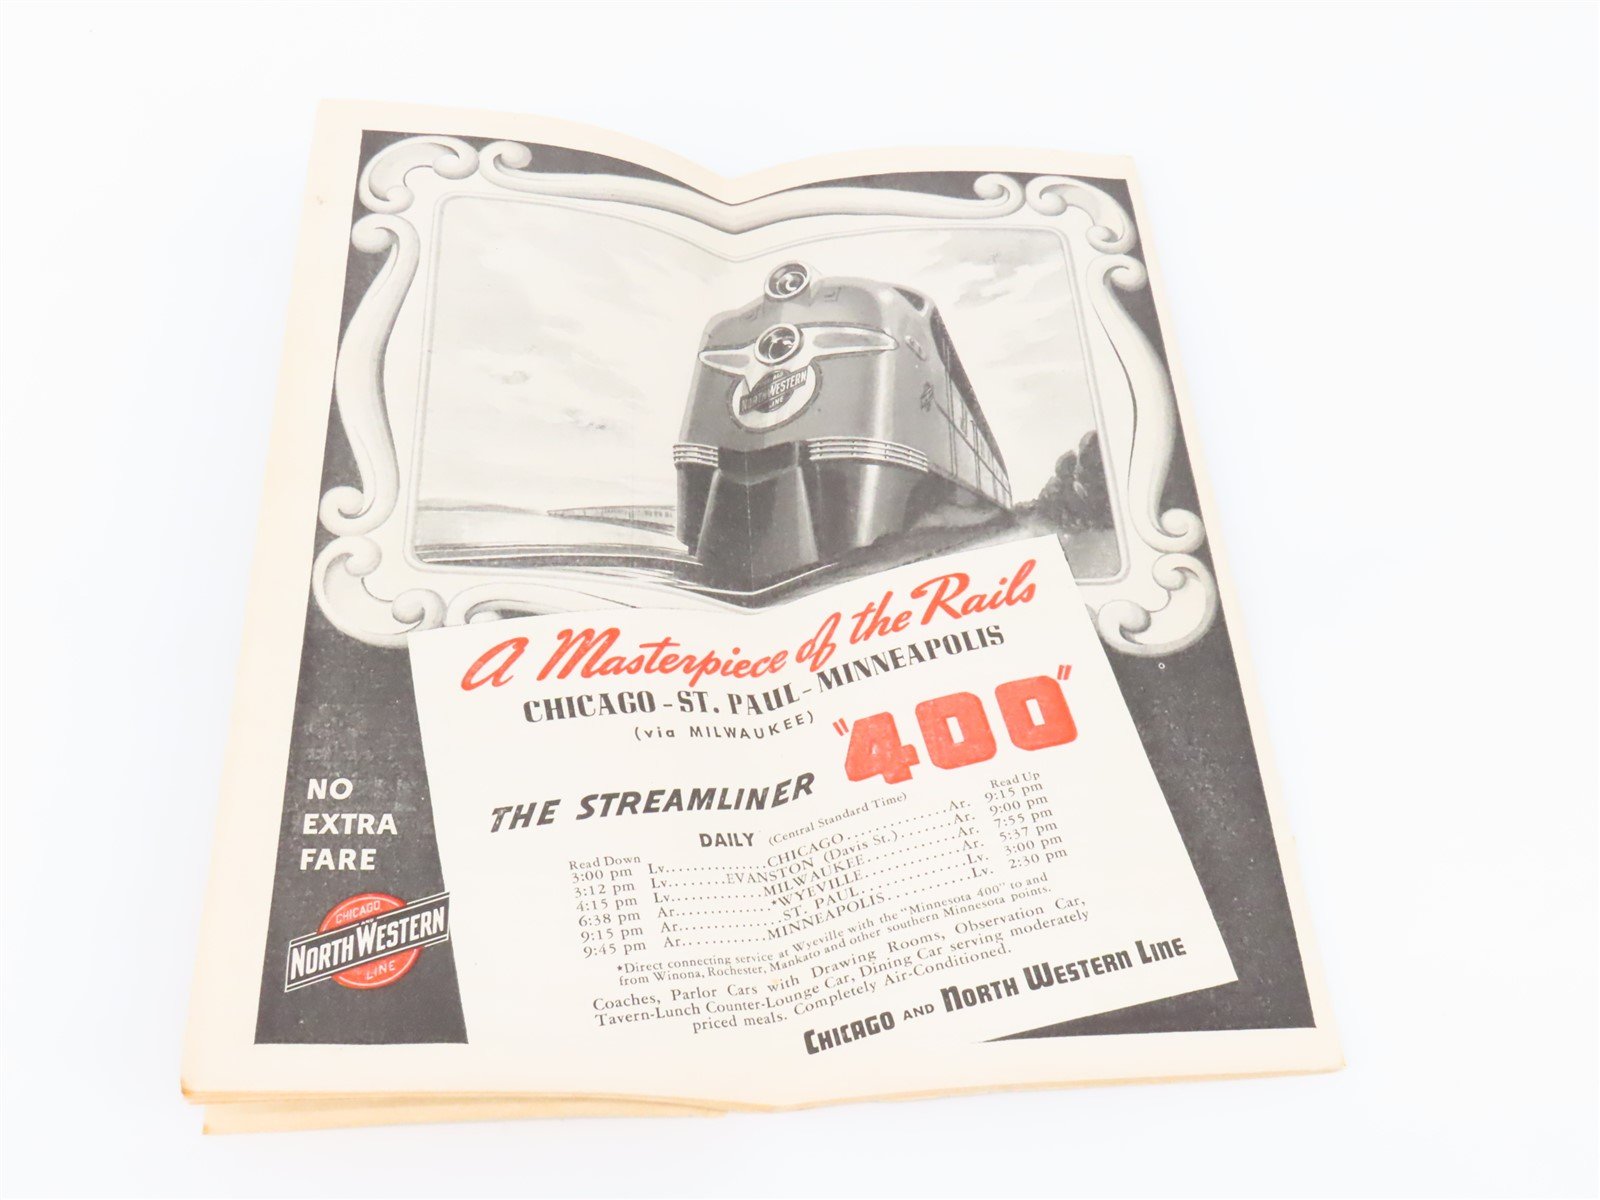 AND
NORTH WESTERN
LINE
A Masterpiece of the Rails
CHICAGO - ST. PAUL - MINNEAPOLIS
(via MILWAUKEE)
THE STREAMLINER "400"
DAILY (Central Standard Time)
Read Down Read Up
3:00 pm Lv.............CHICAGO..............Ar. 9:15 pm
3:12 pm Lv........EVANSTON (Davis St.)........Ar. 9:00 pm
4:15 pm Lv............MILWAUKEE.............Ar. 7:55 pm
6:38 pm Ar.............*WYEVILLE.............Ar. 5:37 pm
9:15 pm Ar.............ST. PAUL..............Lv. 3:00 pm
9:45 pm Ar............MINNEAPOLIS............Lv. 2:30 pm
*Direct connecting service at Wyeville with the "Minnesota 400" to and
from Winona, Rochester, Mankato and other southern Minnesota points.
Coaches, Parlor Cars with Drawing Rooms, Observation Car,
Tavern-Lunch Counter-Lounge Car, Dining Car serving moderately
priced meals. Completely Air-Conditioned.
CHICAGO AND NORTH WESTERN LINE
NO
EXTRA
FARE
CHICAGO
AND
NORTH WESTERN
LINE